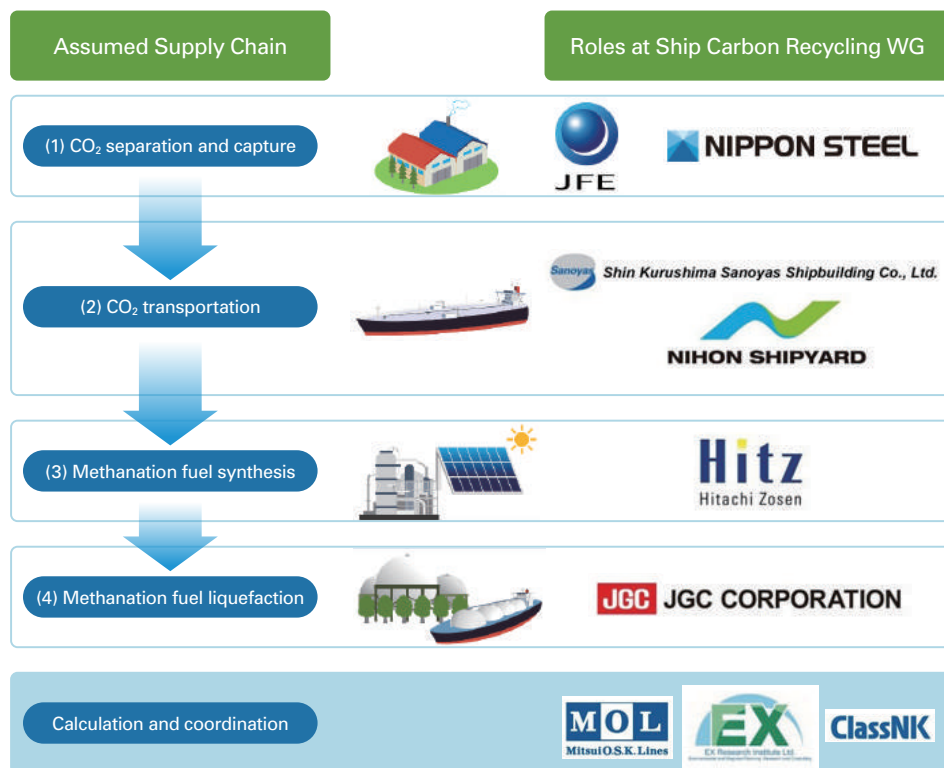 Assumed Supply Chain
Roles at Ship Carbon Recycling WG
(1) CO₂ separation and capture
JFE
NIPPON STEEL
(2) CO₂ transportation
Sanoyas
Shin Kurushima Sanoyas Shipbuilding Co., Ltd.
NIHON SHIPYARD
(3) Methanation fuel synthesis
Hitz
Hitachi Zosen
(4) Methanation fuel liquefaction
JGC JGC CORPORATION
Calculation and coordination
MOL
Mitsui O.S.K. Lines
EX
EX Research Institute Ltd.
ClassNK